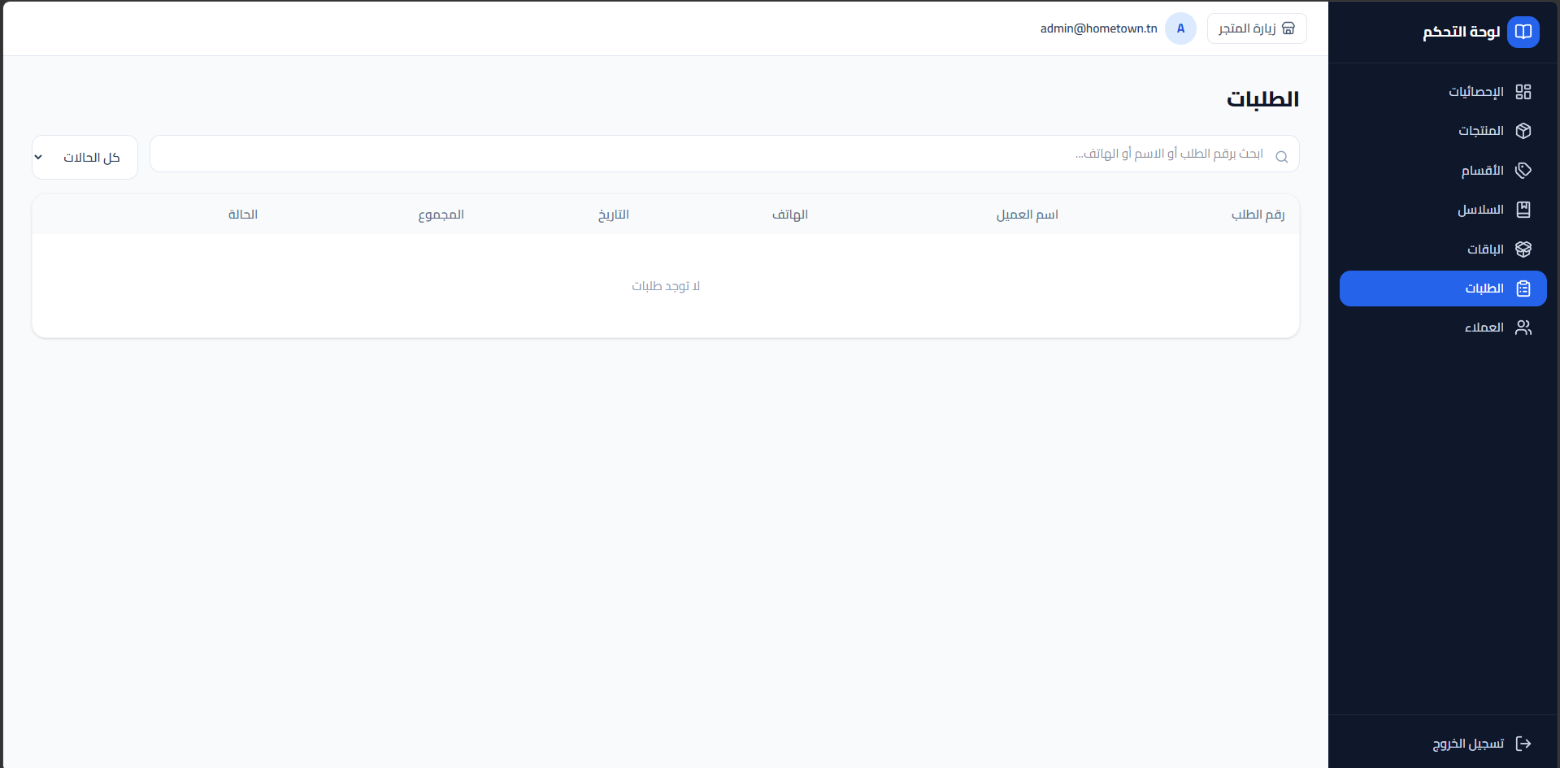 لوحة التحكم
الإحصائيات
المنتجات
الأقسام
السلاسل
الباقات
الطلبات
العملاء
تسجيل الخروج
زيارة المتجر
A
admin@hometown.tn
الطلبات
ابحث برقم الطلب أو الاسم أو الهاتف...
كل الحالات
رقم الطلب اسم العميل الهاتف التاريخ المجموع الحالة
لا توجد طلبات